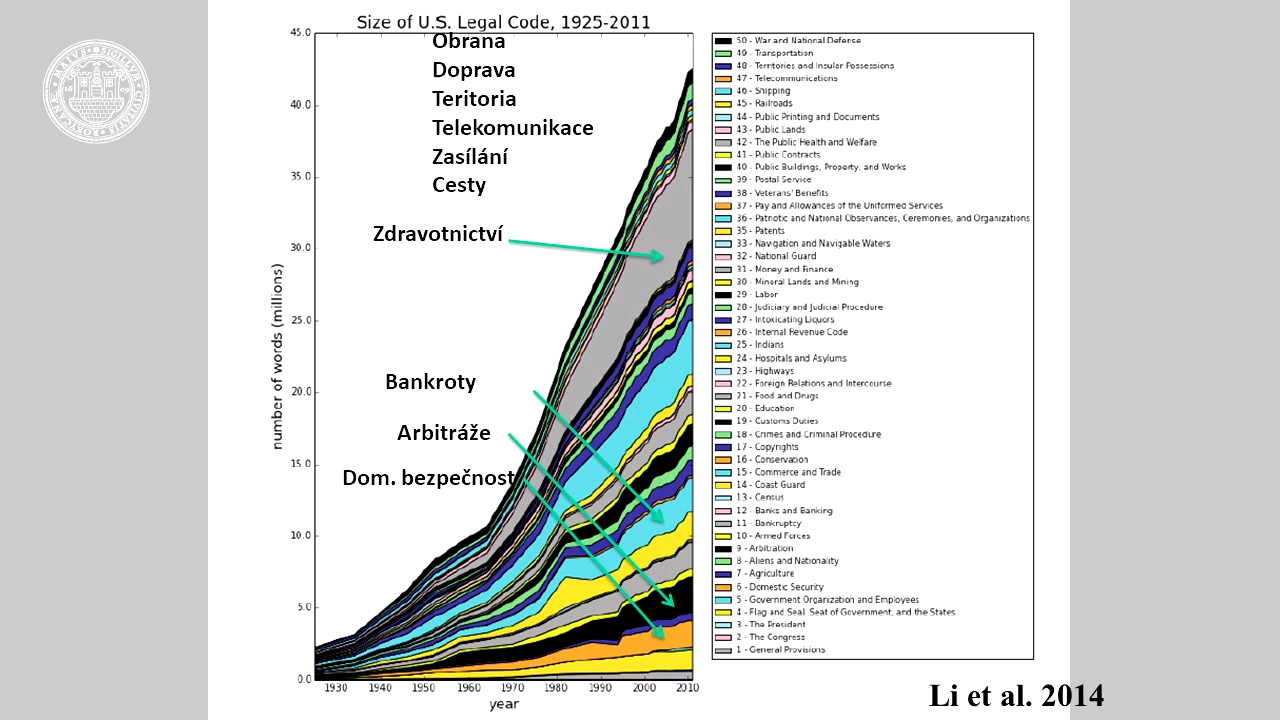 Size of U.S. Legal Code, 1925-2011
45.0
40.0
35.0
30.0
25.0
20.0
15.0
10.0
5.0
0.0
number of words (millions)
1930 1940 1950 1960 1970 1980 1990 2000 2010
year
Obrana
Doprava
Teritoria
Telekomunikace
Zasílání
Cesty
Zdravotnictví
Bankroty
Arbitráže
Dom. bezpečnost
50 - War and National Defense
49 - Transportation
48 - Territories and Insular Possessions
47 - Telecommunications
46 - Shipping
45 - Railroads
44 - Public Printing and Documents
43 - Public Lands
42 - The Public Health and Welfare
41 - Public Contracts
40 - Public Buildings, Property, and Works
39 - Postal Service
38 - Veterans' Benefits
37 - Pay and Allowances of the Uniformed Services
36 - Patriotic and National Observances, Ceremonies, and Organizations
35 - Patents
33 - Navigation and Navigable Waters
32 - National Guard
31 - Money and Finance
30 - Mineral Lands and Mining
29 - Labor
28 - Judiciary and Judicial Procedure
27 - Intoxicating Liquors
26 - Internal Revenue Code
25 - Indians
24 - Hospitals and Asylums
23 - Highways
22 - Foreign Relations and Intercourse
21 - Food and Drugs
20 - Education
19 - Customs Duties
18 - Crimes and Criminal Procedure
17 - Copyrights
16 - Conservation
15 - Commerce and Trade
14 - Coast Guard
13 - Census
12 - Banks and Banking
11 - Bankruptcy
10 - Armed Forces
9 - Arbitration
8 - Aliens and Nationality
7 - Agriculture
6 - Domestic Security
5 - Government Organization and Employees
4 - Flag and Seal, Seat of Government, and the States
3 - The President
2 - The Congress
1 - General Provisions
Li et al. 2014